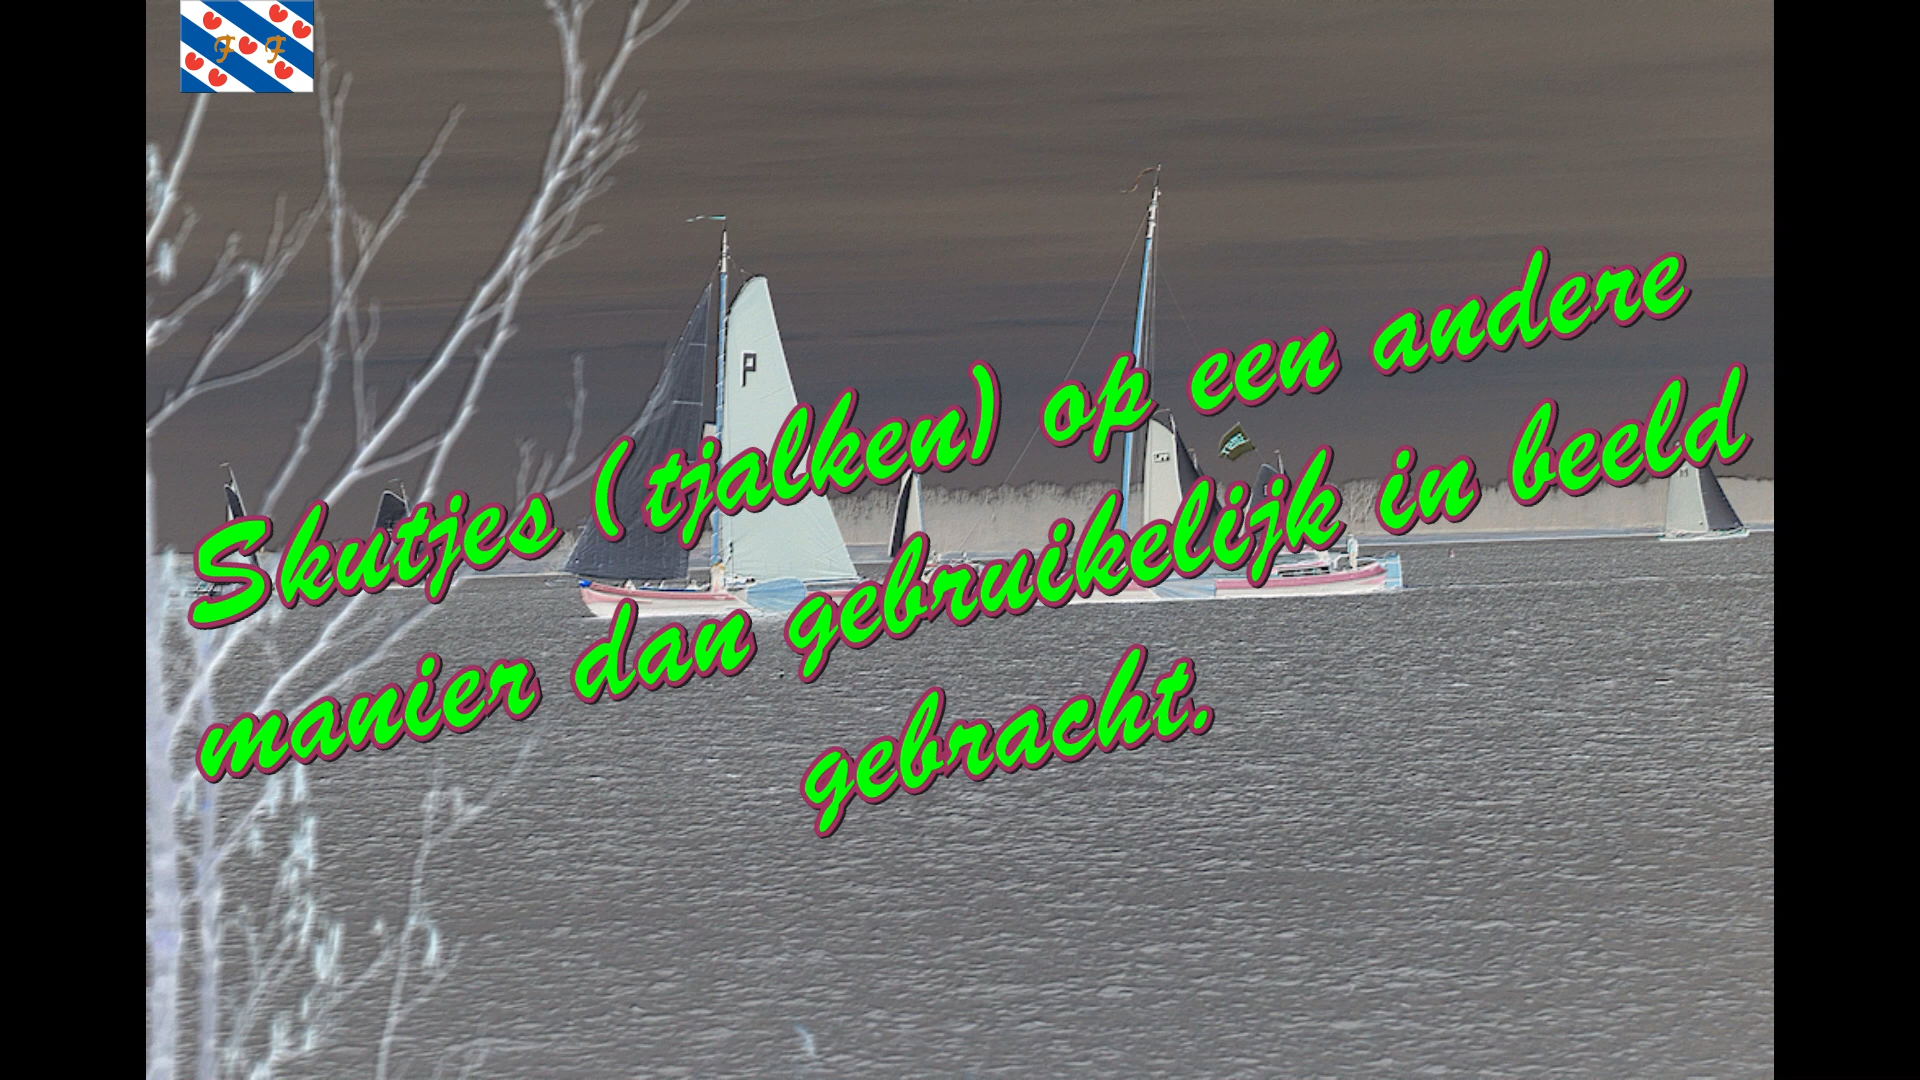 F F
P
Skutjes (tjalken) op een andere
manier dan gebruikelijk in beeld
gebracht.